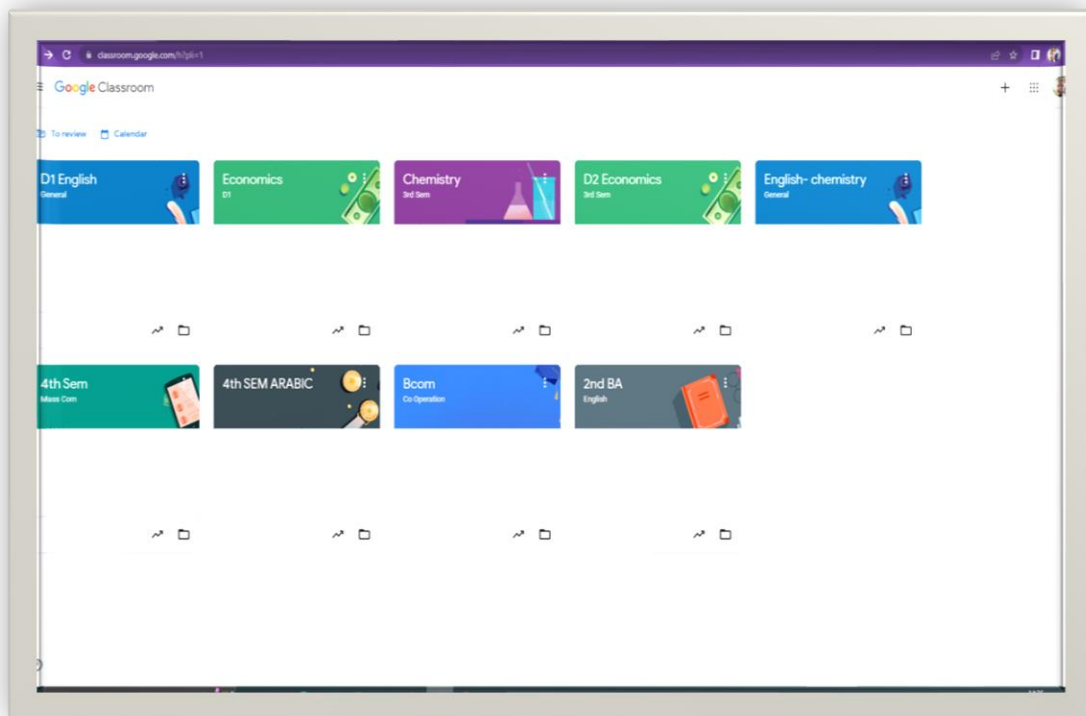 classroom.google.com/h?pli=1
Google Classroom
To review Calendar
D1 English
General
Economics
D1
Chemistry
3rd Sem
D2 Economics
3rd Sem
English- chemistry
General
4th Sem
Mass Com
4th SEM ARABIC
Bcom
Co Operation
2nd BA
English